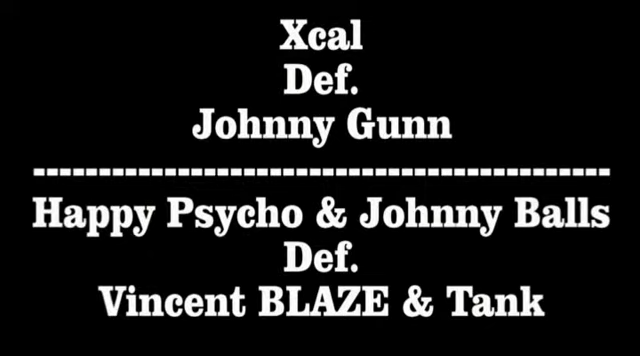 Xcal
Def.
Johnny Gunn
--------------------------------------------
Happy Psycho & Johnny Balls
Def.
Vincent BLAZE & Tank